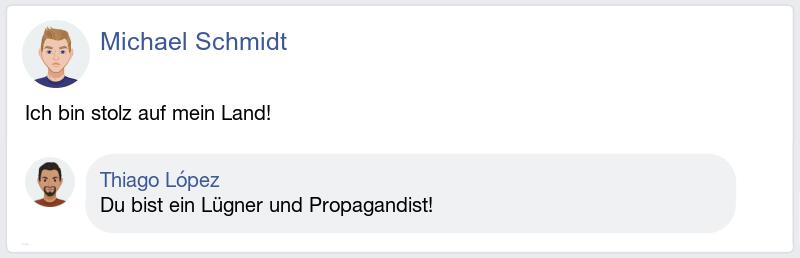 Michael Schmidt
Ich bin stolz auf mein Land!
Thiago López
Du bist ein Lügner und Propagandist!